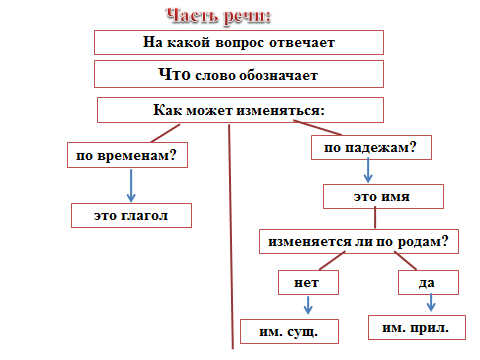 Часть речи:
На какой вопрос отвечает
Что слово обозначает
Как может изменяться:
по временам?
по падежам?
это глагол
это имя
изменяется ли по родам?
нет
да
им. сущ.
им. прил.